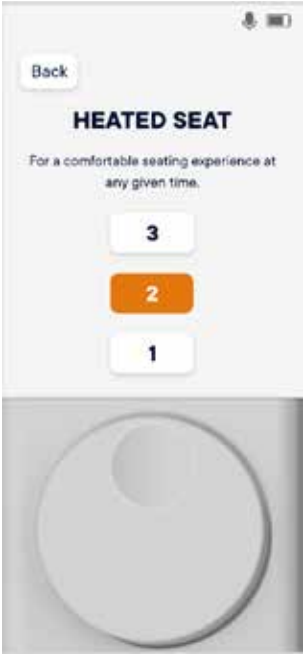 Back
HEATED SEAT
For a comfortable seating experience at
any given time.
3
2
1